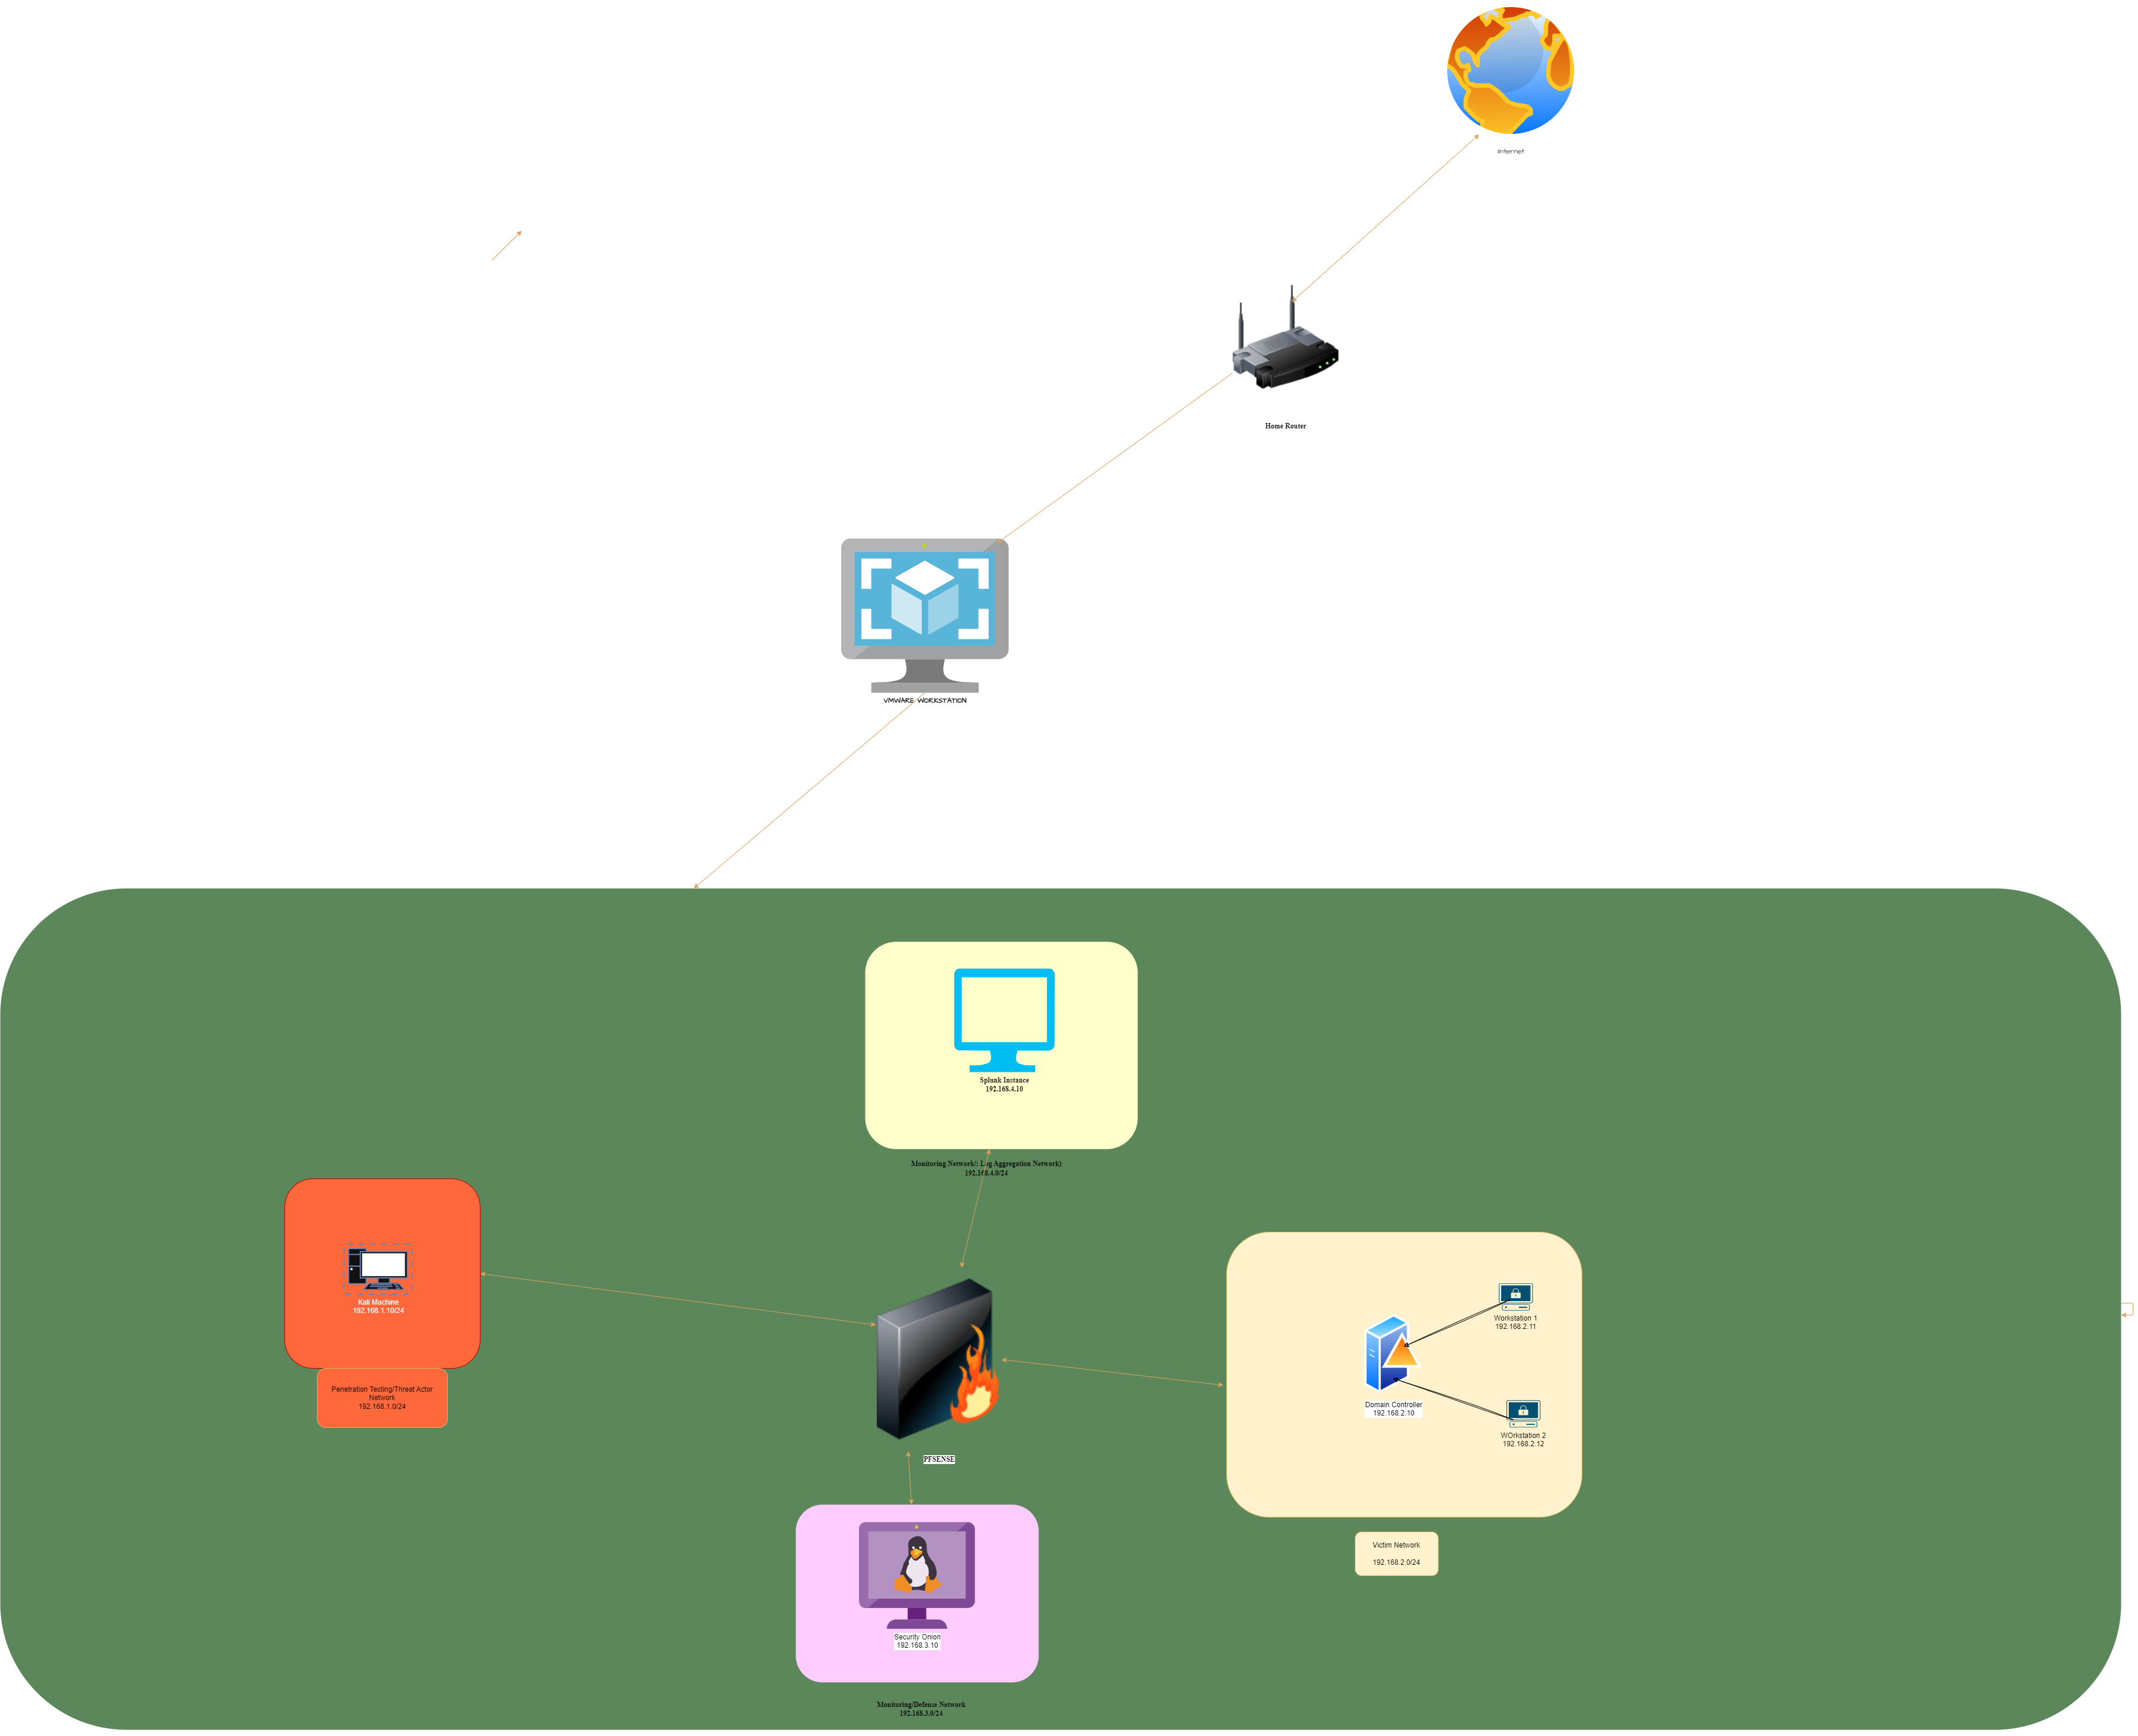 Internet
Home Router
VMWARE WORKSTATION
Splunk Instance
192.168.4.10
Monitoring Network/: Log Aggregation Network)
192.168.4.0/24
Kali Machine
192.168.1.10/24
Penetration Testing/Threat Actor
Network
192.168.1.0/24
Workstation 1
192.168.2.11
Domain Controller
192.168.2.10
WOrkstation 2
192.168.2.12
PFSENSE
Victim Network
192.168.2.0/24
Security Onion
192.168.3.10
Monitoring/Defense Network
192.168.3.0/24